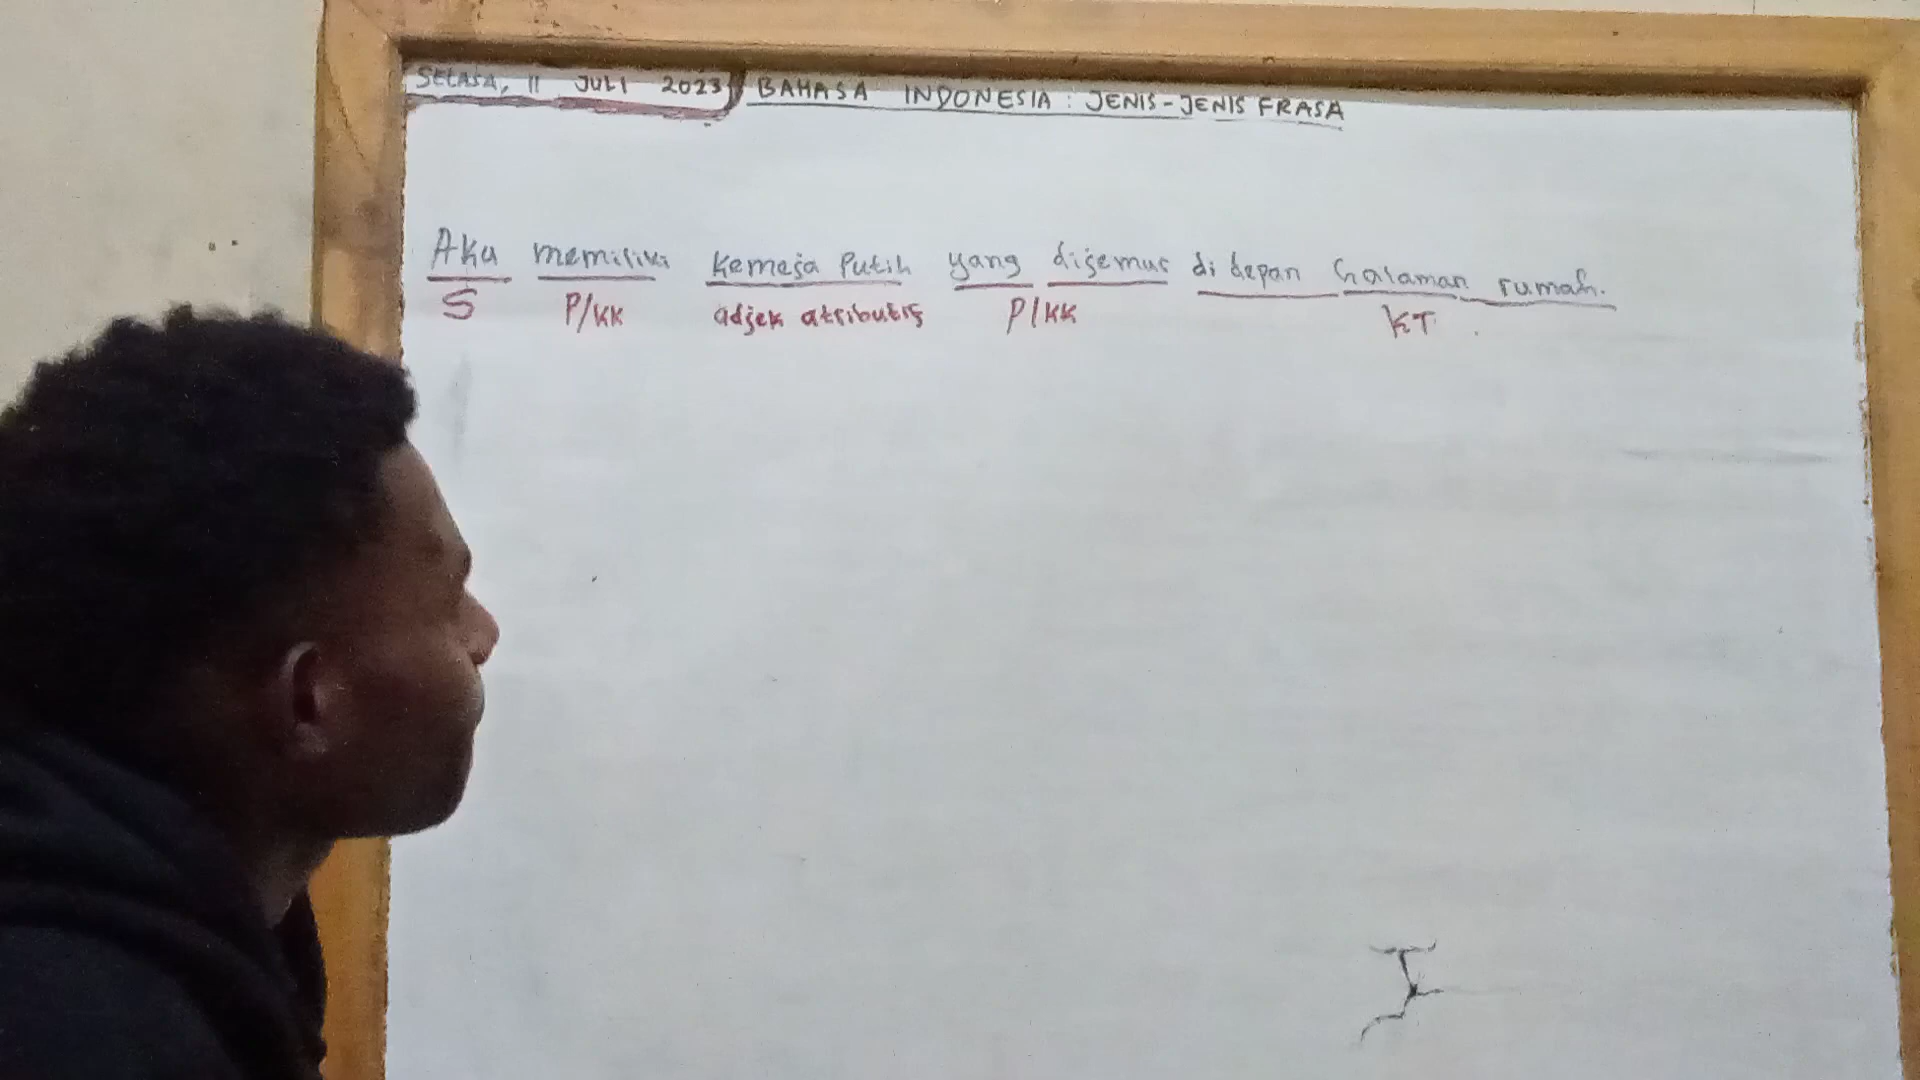 SELASA, 11 JULI 2023 BAHASA INDONESIA : JENIS-JENIS FRASA
Aku memiliki kemeja Putih yang dijemur di depan halaman rumah.
S P/KK adjek atributif P/KK KT